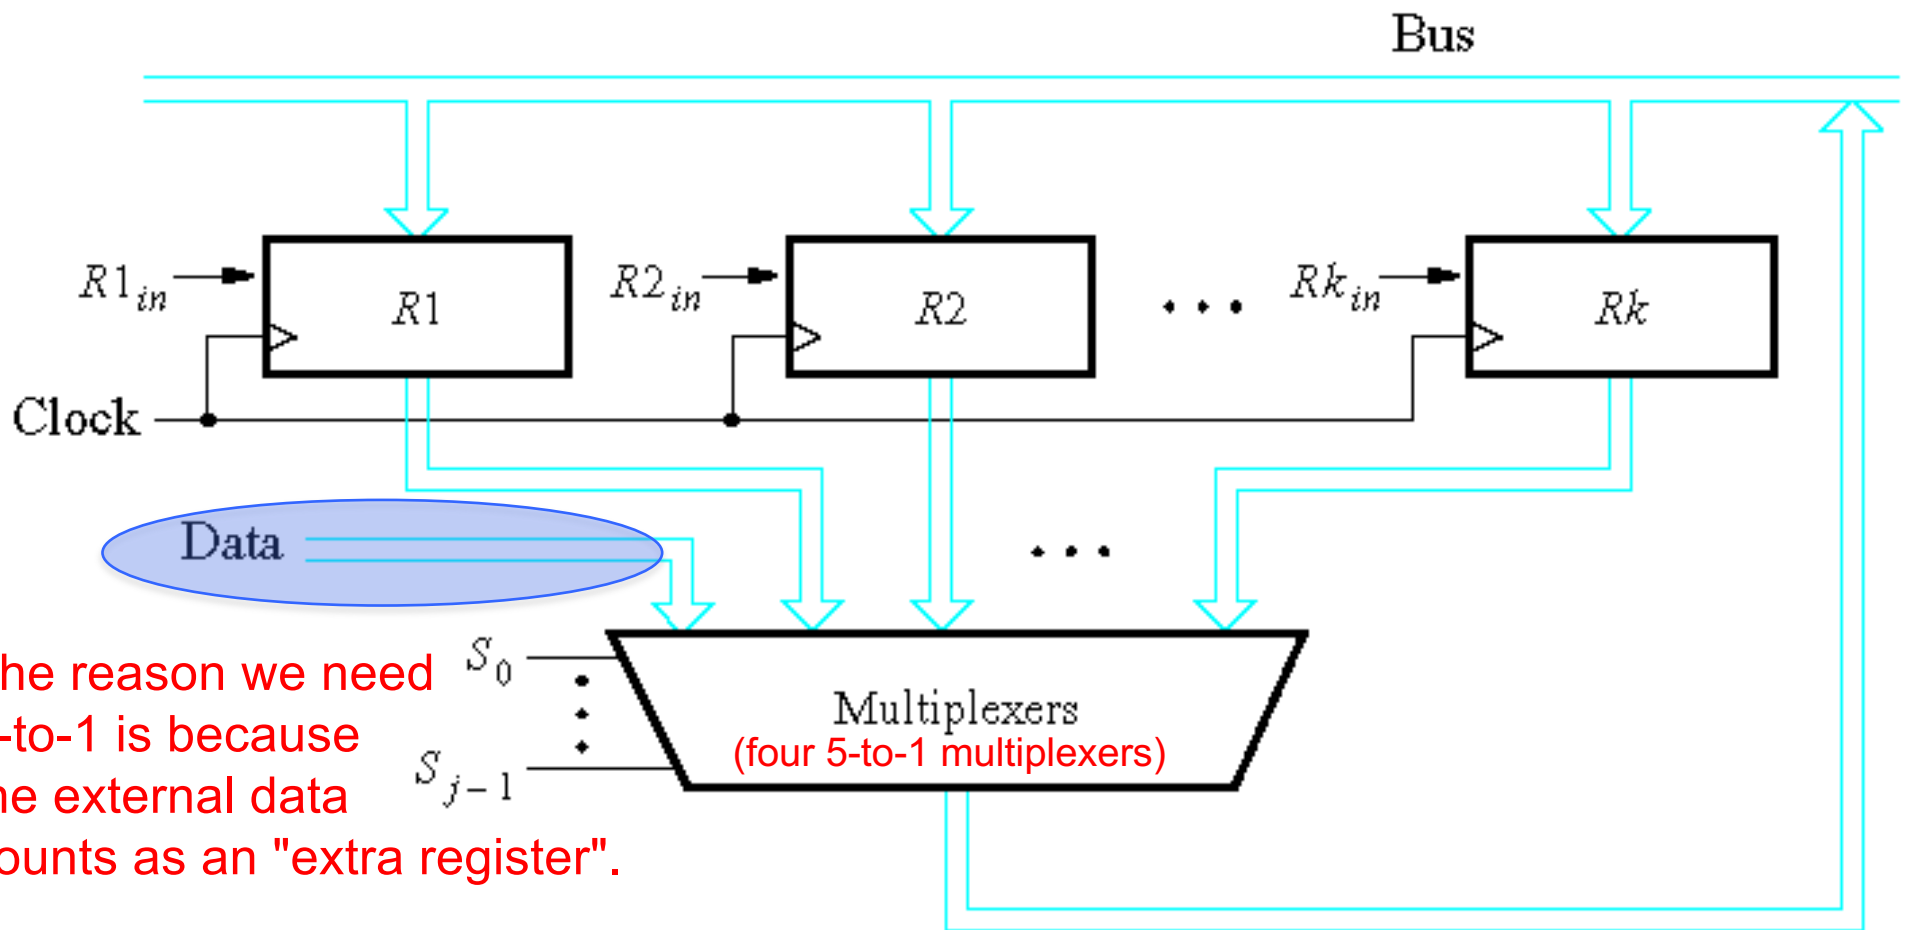 Bus
R1in
R1
R2in
R2
Rkin
Rk
Clock
Data
he reason we need
-to-1 is because
he external data
ounts as an "extra register".
S0
Sj−1
Multiplexers
(four 5-to-1 multiplexers)